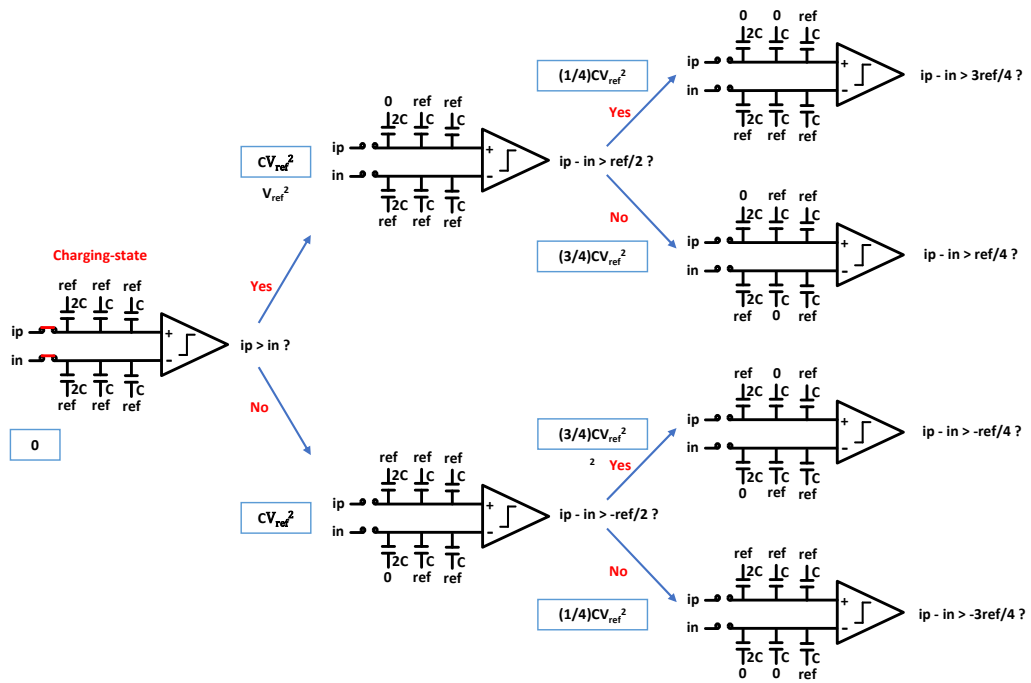 Charging-state
ref ref ref
2C C C
ip
in
+
−
2C C C
ref ref ref
0
ip > in ?
Yes
No
CVref²
Vref²
0 ref ref
2C C C
ip
in
+
−
2C C C
ref ref ref
ip - in > ref/2 ?
CVref²
ref ref ref
2C C C
ip
in
+
−
2C C C
0 ref ref
ip - in > -ref/2 ?
(1/4)CVref²
Yes
No
(3/4)CVref²
(3/4)CVref²
2
Yes
No
(1/4)CVref²
0 0 ref
2C C C
ip
in
+
−
2C C C
ref ref ref
ip - in > 3ref/4 ?
0 ref ref
2C C C
ip
in
+
−
2C C C
ref 0 ref
ip - in > ref/4 ?
ref 0 ref
2C C C
ip
in
+
−
2C C C
0 ref ref
ip - in > -ref/4 ?
ref ref ref
2C C C
ip
in
+
−
2C C C
0 0 ref
ip - in > -3ref/4 ?